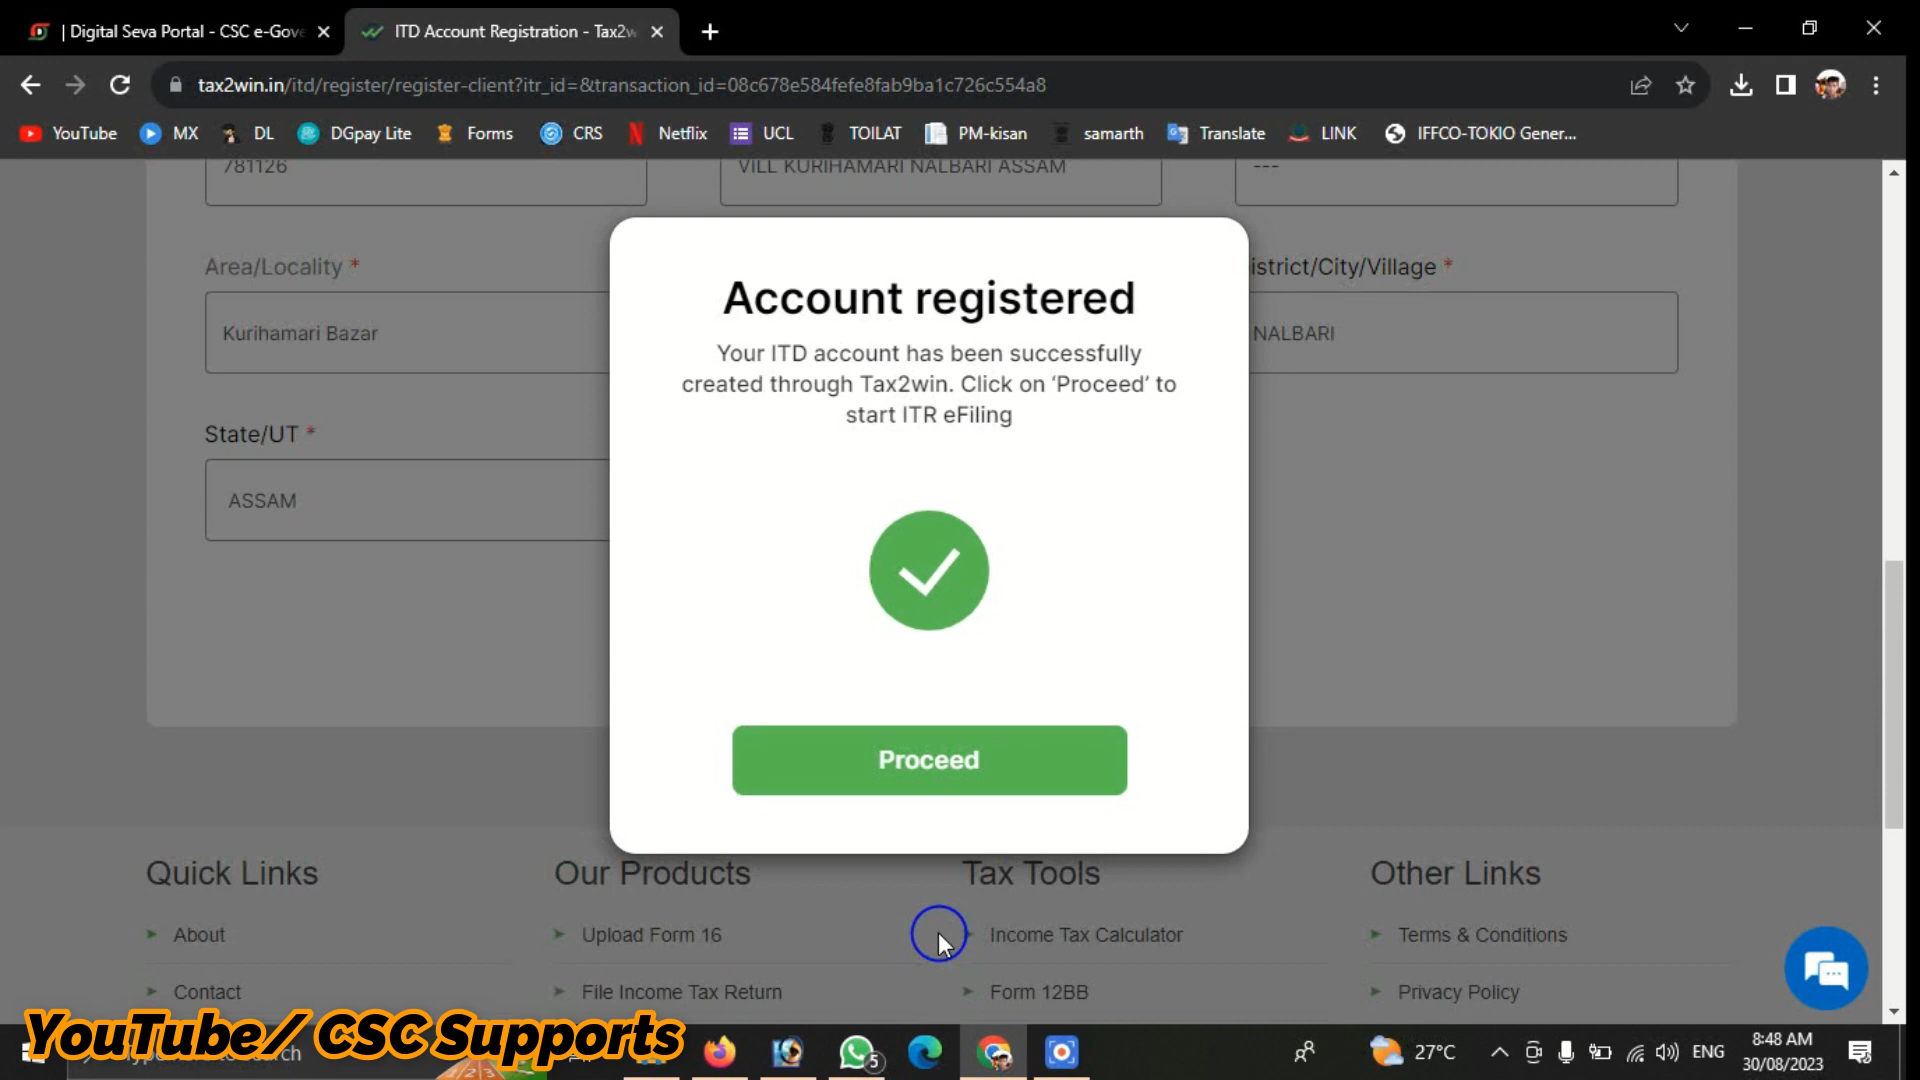 | Digital Seva Portal - CSC e-Gove
ITD Account Registration - Tax2w
tax2win.in/itd/register/register-client?itr_id=&transaction_id=08c678e584fefe8fab9ba1c726c554a8
YouTube MX DL DGpay Lite Forms CRS Netflix UCL TOILAT PM-kisan samarth Translate LINK IFFCO-TOKIO Gener...
781126 VILL KURIHAMARI NALBARI ASSAM ---
Area/Locality * istrict/City/Village *
Kurihamari Bazar NALBARI
State/UT *
ASSAM
Account registered
Your ITD account has been successfully
created through Tax2win. Click on ‘Proceed’ to
start ITR eFiling
Proceed
Quick Links Our Products Tax Tools Other Links
About Upload Form 16 Income Tax Calculator Terms & Conditions
Contact File Income Tax Return Form 12BB Privacy Policy
YouTube/ CSC Supports
5 27°C ENG 8:48 AM
30/08/2023